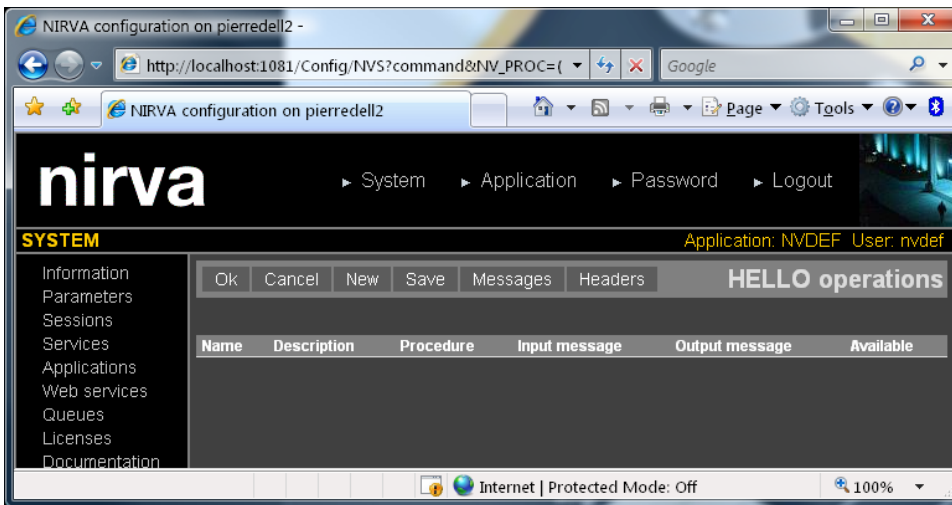 NIRVA configuration on pierredell2 -
http://localhost:1081/Config/NVS?command&NV_PROC=(
Google
NIRVA configuration on pierredell2
Page
Tools
nirva
System
Application
Password
Logout
SYSTEM
Application: NVDEF User: nvdef
Information
Parameters
Sessions
Services
Applications
Web services
Queues
Licenses
Documentation
Ok
Cancel
New
Save
Messages
Headers
HELLO operations
Name Description Procedure Input message Output message Available
Internet | Protected Mode: Off
100%